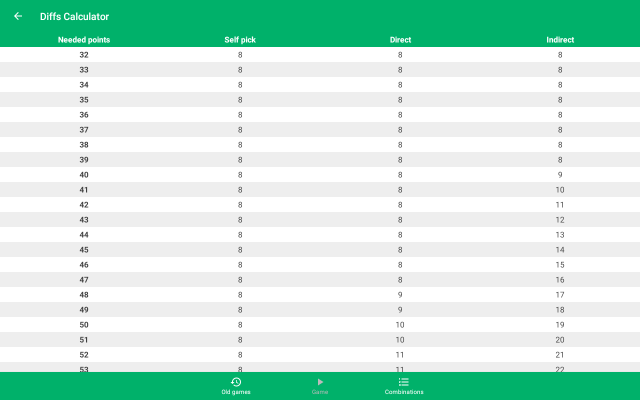 Diffs Calculator
Needed points Self pick Direct Indirect
32 8 8 8
33 8 8 8
34 8 8 8
35 8 8 8
36 8 8 8
37 8 8 8
38 8 8 8
39 8 8 8
40 8 8 9
41 8 8 10
42 8 8 11
43 8 8 12
44 8 8 13
45 8 8 14
46 8 8 15
47 8 8 16
48 8 9 17
49 8 9 18
50 8 10 19
51 8 10 20
52 8 11 21
53 8 11 22
Old games Game Combinations